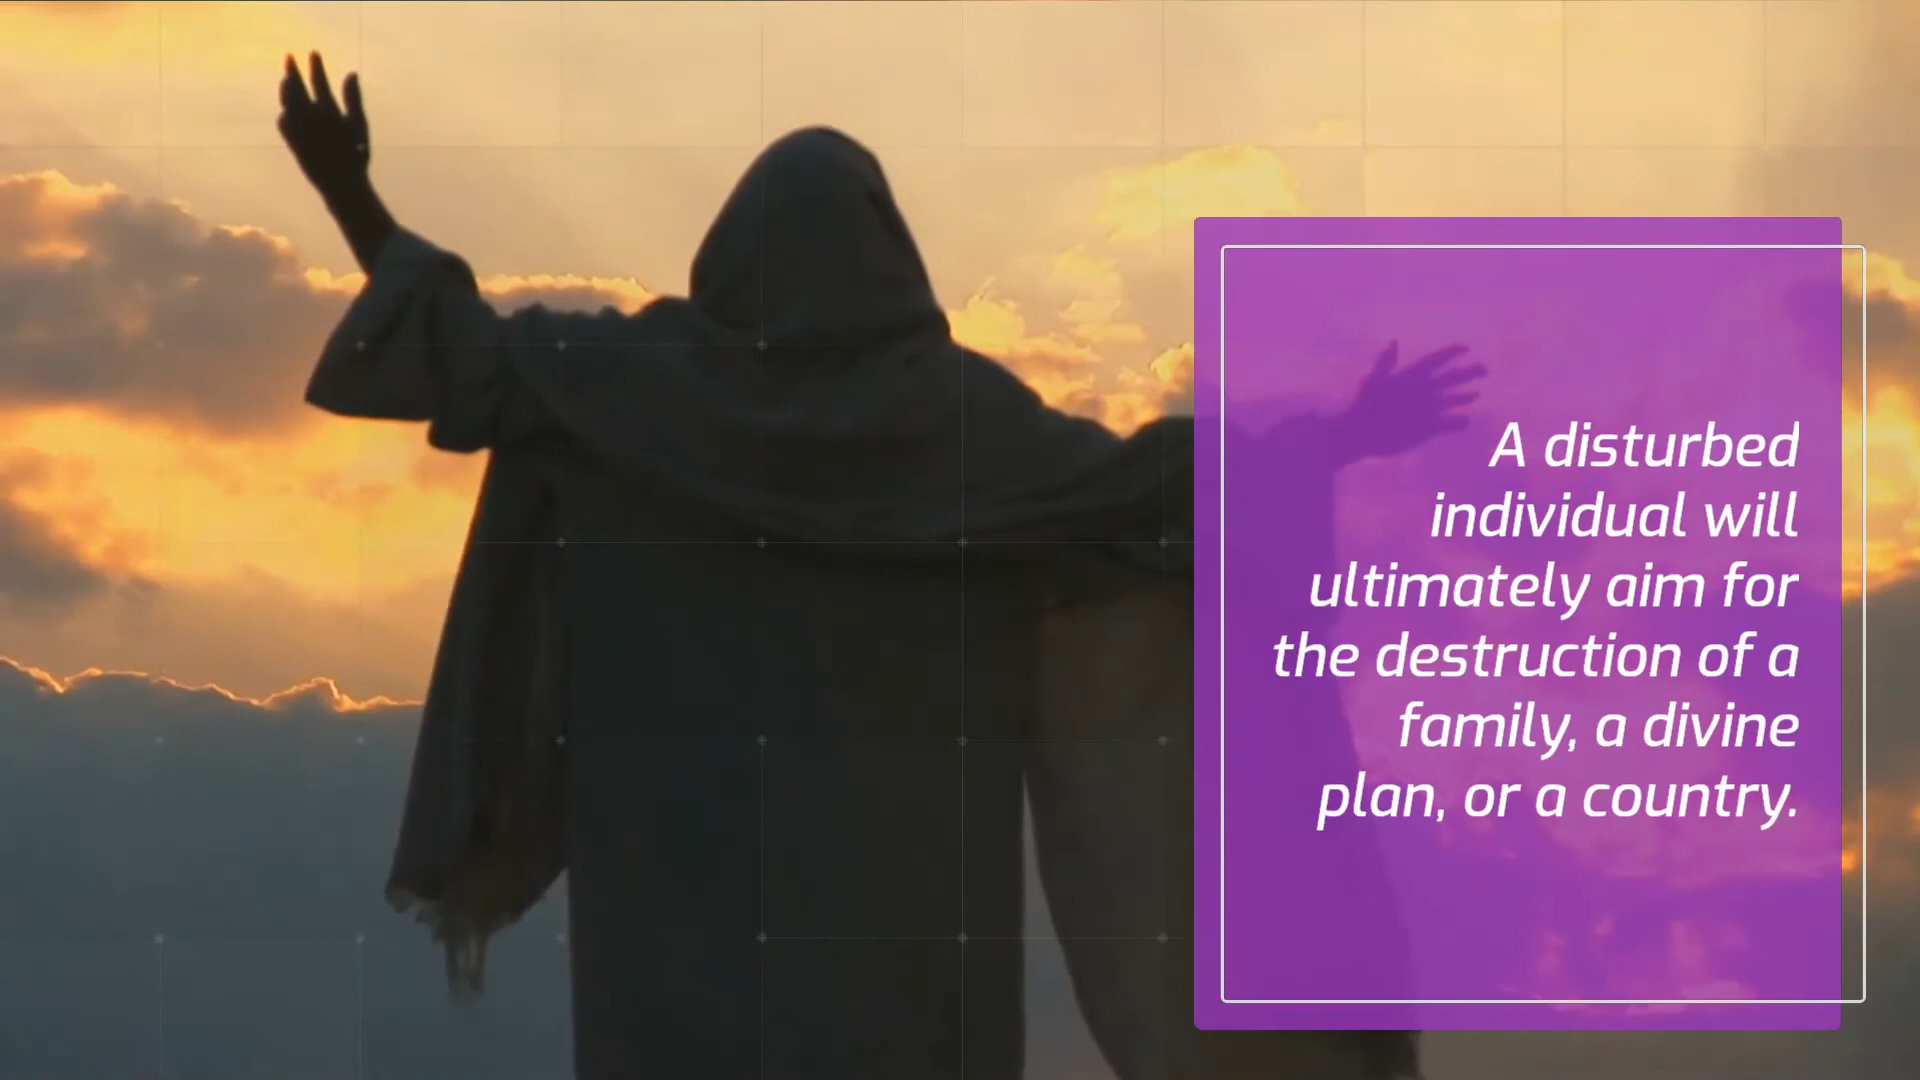 A disturbed
individual will
ultimately aim for
the destruction of a
family, a divine
plan, or a country.